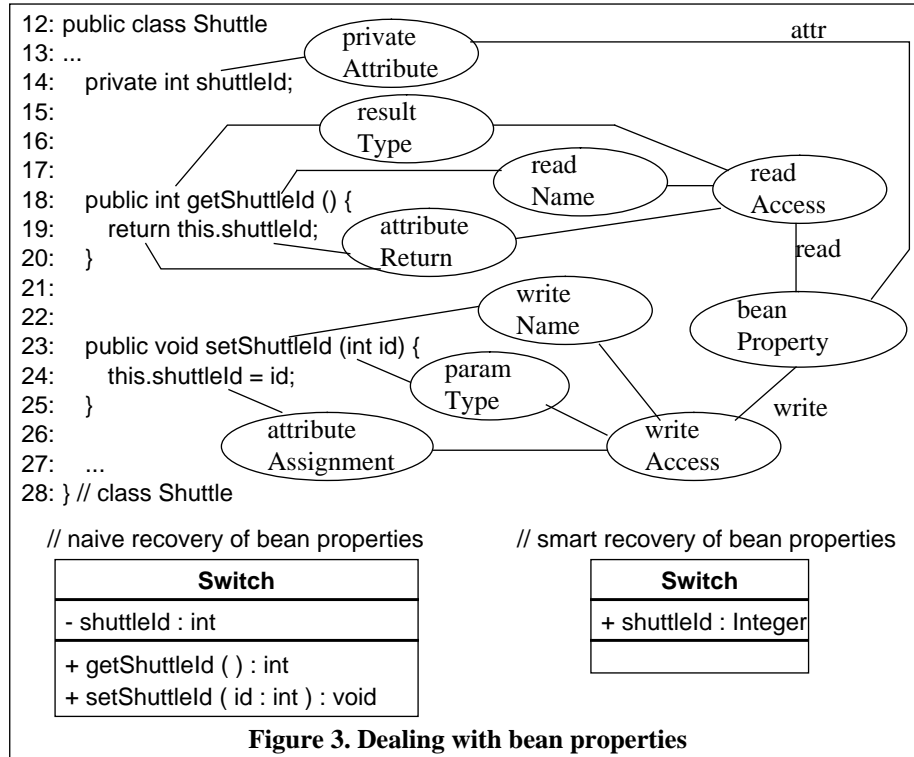 12: public class Shuttle
13: ...
14: private int shuttleId;
15:
16:
17:
18: public int getShuttleId () {
19: return this.shuttleId;
20: }
21:
22:
23: public void setShuttleId (int id) {
24: this.shuttleId = id;
25: }
26:
27: ...
28: } // class Shuttle
private
Attribute
attr
result
Type
read
Name
read
Access
attribute
Return
read
write
Name
bean
Property
param
Type
write
attribute
Assignment
write
Access
// naive recovery of bean properties
Switch
- shuttleId : int
+ getShuttleId ( ) : int
+ setShuttleId ( id : int ) : void
// smart recovery of bean properties
Switch
+ shuttleId : Integer
Figure 3. Dealing with bean properties